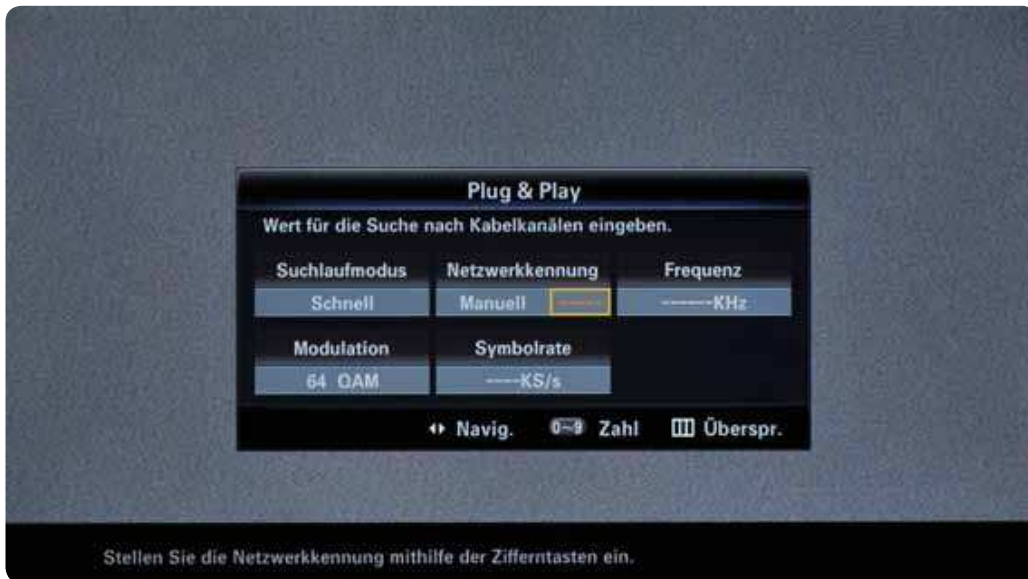 Plug & Play
Wert für die Suche nach Kabelkanälen eingeben.
Suchlaufmodus Netzwerkkennung Frequenz
Schnell Manuell ----- ------KHz
Modulation Symbolrate
64 QAM ----KS/s
Navig. 0~9 Zahl Überspr.
Stellen Sie die Netzwerkkennung mithilfe der Zifferntasten ein.